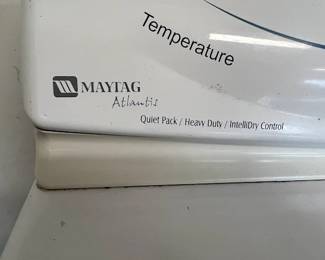 Temperature
MAYTAG
Atlantis
Quiet Pack / Heavy Duty / IntelliDry Control